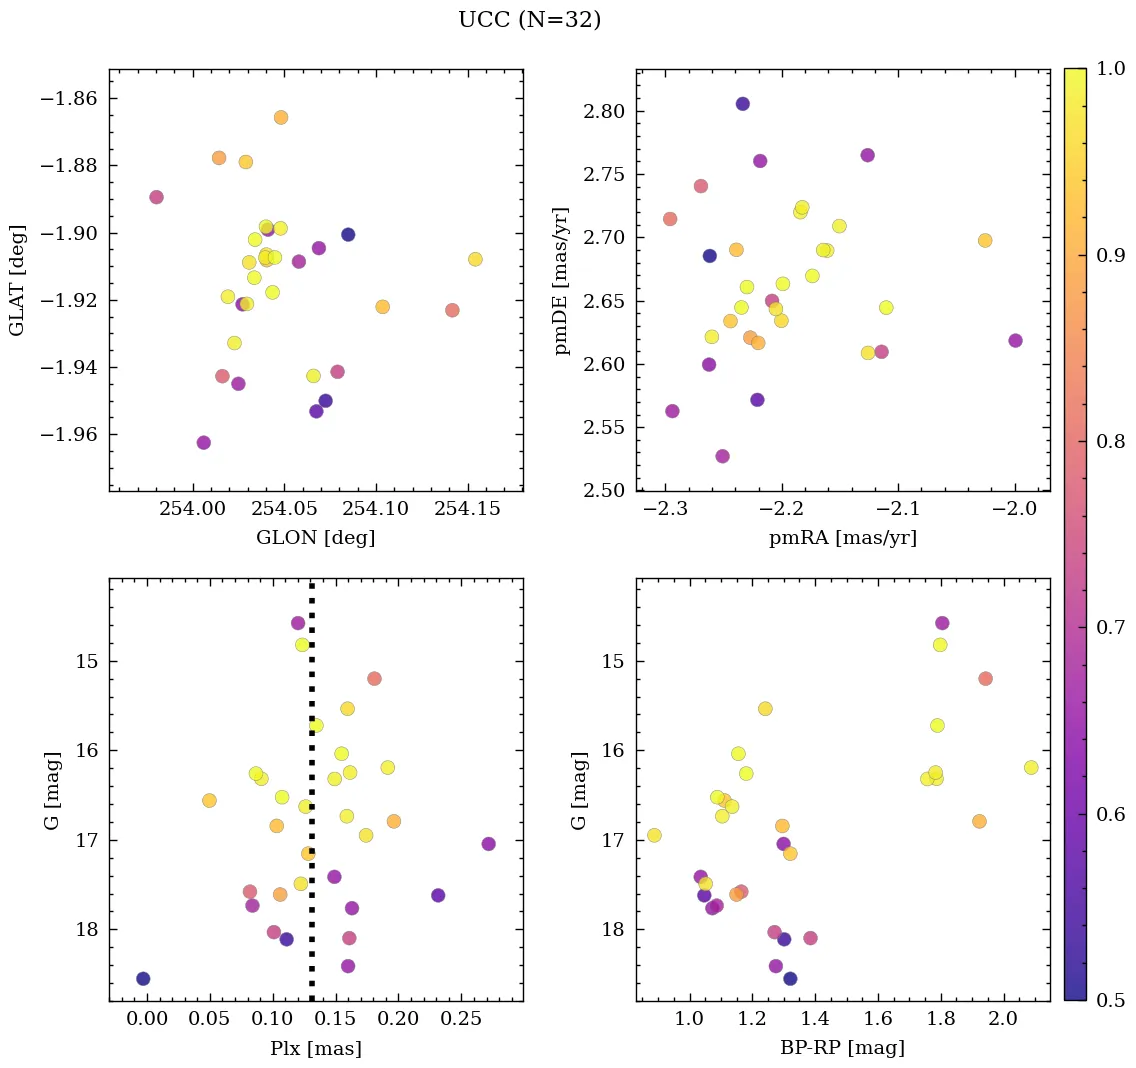 UCC (N=32)
−1.86
−1.88
−1.90
−1.92
−1.94
−1.96
GLAT [deg]
254.00 254.05 254.10 254.15
GLON [deg]
2.80
2.75
2.70
2.65
2.60
2.55
2.50
pmDE [mas/yr]
−2.3 −2.2 −2.1 −2.0
pmRA [mas/yr]
15
16
17
18
G [mag]
0.00 0.05 0.10 0.15 0.20 0.25
Plx [mas]
15
16
17
18
G [mag]
1.0 1.2 1.4 1.6 1.8 2.0
BP-RP [mag]
1.0
0.9
0.8
0.7
0.6
0.5